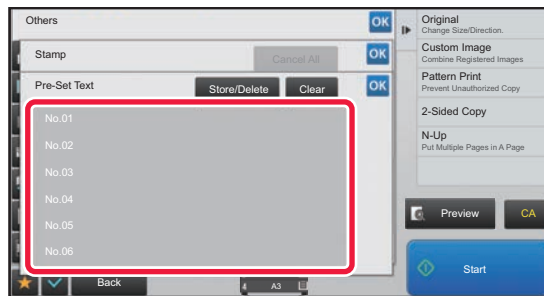 Others
OK
Stamp
Cancel All
OK
Pre-Set Text
Store/Delete
Clear
OK
No.01
No.02
No.03
No.04
No.05
No.06
Back
4 A3
Original
Change Size/Direction.
Custom Image
Combine Registered Images
Pattern Print
Prevent Unauthorized Copy
2-Sided Copy
N-Up
Put Multiple Pages in A Page
Preview
CA
Start